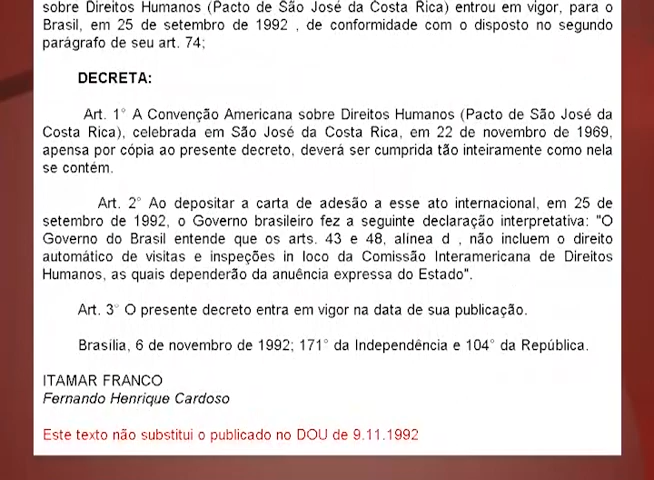 sobre Direitos Humanos (Pacto de São José da Costa Rica) entrou em vigor, para o
Brasil, em 25 de setembro de 1992 , de conformidade com o disposto no segundo
parágrafo de seu art. 74;
DECRETA:
Art. 1° A Convenção Americana sobre Direitos Humanos (Pacto de São José da
Costa Rica), celebrada em São José da Costa Rica, em 22 de novembro de 1969,
apensa por cópia ao presente decreto, deverá ser cumprida tão inteiramente como nela
se contém.
Art. 2° Ao depositar a carta de adesão a esse ato internacional, em 25 de
setembro de 1992, o Governo brasileiro fez a seguinte declaração interpretativa: "O
Governo do Brasil entende que os arts. 43 e 48, alínea d , não incluem o direito
automático de visitas e inspeções in loco da Comissão Interamericana de Direitos
Humanos, as quais dependerão da anuência expressa do Estado".
Art. 3° O presente decreto entra em vigor na data de sua publicação.
Brasília, 6 de novembro de 1992; 171° da Independência e 104° da República.
ITAMAR FRANCO
Fernando Henrique Cardoso
Este texto não substitui o publicado no DOU de 9.11.1992